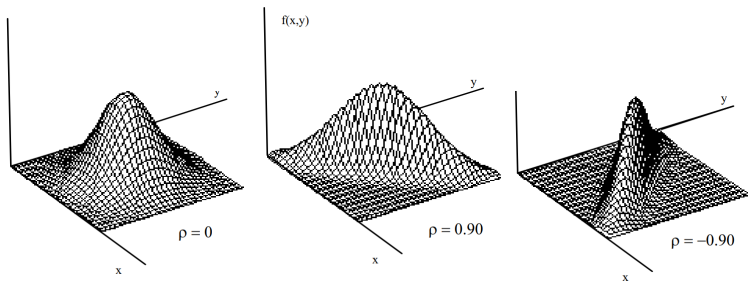 y
x
ρ = 0
f(x,y)
y
x
ρ = 0.90
y
x
ρ = −0.90